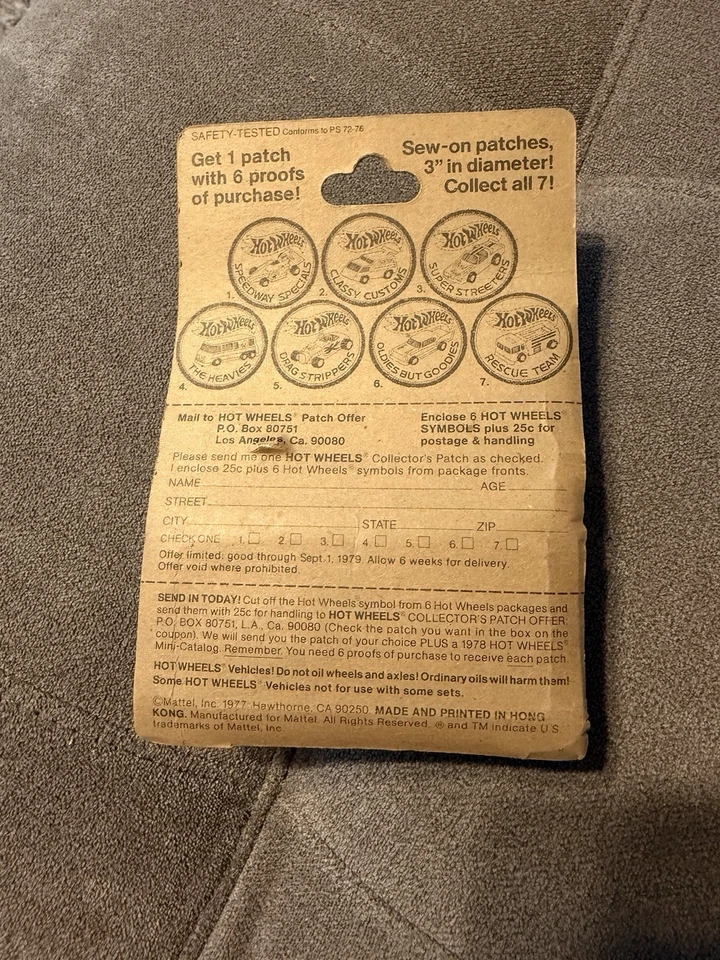 SAFETY-TESTED Conforms to PS 72-76
Get 1 patch
with 6 proofs
of purchase!
Sew-on patches,
3" in diameter!
Collect all 7!
HOT WHEELS
SPEEDWAY SPECIALS
1.
HOT WHEELS
CLASSY CUSTOMS
2.
HOT WHEELS
SUPER STREETERS
3.
HOT WHEELS
THE HEAVIES
4.
HOT WHEELS
DRAG STRIPPERS
5.
HOT WHEELS
OLDIES BUT GOODIES
6.
HOT WHEELS
RESCUE TEAM
7.
Mail to HOT WHEELS® Patch Offer
P.O. Box 80751
Los Angeles, Ca. 90080
Enclose 6 HOT WHEELS®
SYMBOLS plus 25c for
postage & handling
Please send me one HOT WHEELS® Collector's Patch as checked.
I enclose 25c plus 6 Hot Wheels® symbols from package fronts.
NAME AGE
STREET
CITY STATE ZIP
CHECK ONE 1. 2. 3. 4. 5. 6. 7.
Offer limited: good through Sept. 1, 1979. Allow 6 weeks for delivery.
Offer void where prohibited.
SEND IN TODAY! Cut off the Hot Wheels symbol from 6 Hot Wheels packages and
send them with 25c for handling to HOT WHEELS® COLLECTOR'S PATCH OFFER:
P.O. BOX 80751, L.A., Ca. 90080 (Check the patch you want in the box on the
coupon). We will send you the patch of your choice PLUS a 1978 HOT WHEELS®
Mini-Catalog. Remember: You need 6 proofs of purchase to receive each patch.
HOT WHEELS® Vehicles! Do not oil wheels and axles! Ordinary oils will harm them!
Some HOT WHEELS® Vehicles not for use with some sets.
©Mattel, Inc. 1977. Hawthorne, CA 90250. MADE AND PRINTED IN HONG
KONG. Manufactured for Mattel. All Rights Reserved. ® and TM indicate U.S.
trademarks of Mattel, Inc.